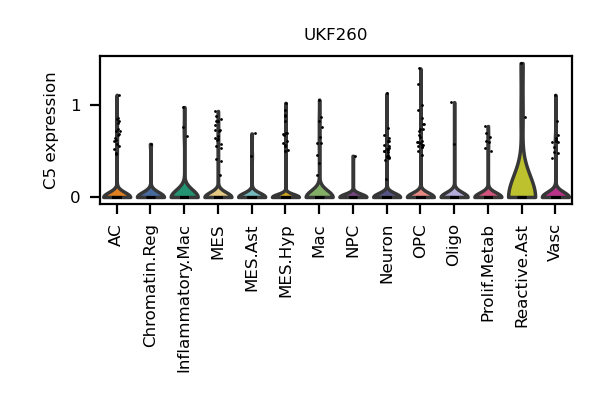 UKF260
C5 expression
1
0
AC
Chromatin.Reg
Inflammatory.Mac
MES
MES.Ast
MES.Hyp
Mac
NPC
Neuron
OPC
Oligo
Prolif.Metab
Reactive.Ast
Vasc